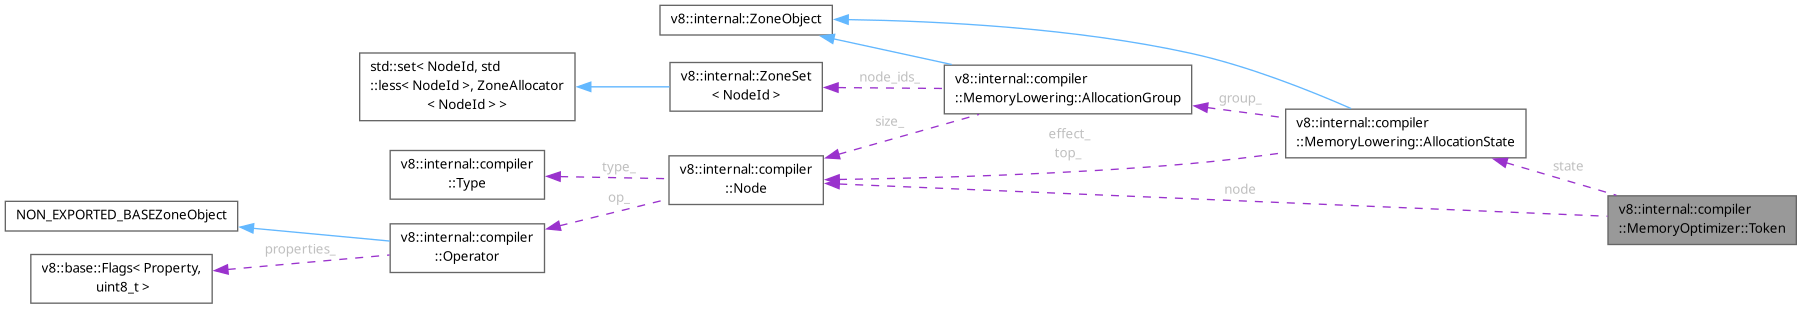 v8::internal::ZoneObject
std::set< NodeId, std
::less< NodeId >, ZoneAllocator
< NodeId > >
v8::internal::ZoneSet
< NodeId >
node_ids_
v8::internal::compiler
::MemoryLowering::AllocationGroup
group_
v8::internal::compiler
::MemoryLowering::AllocationState
size_
effect_
top_
v8::internal::compiler
::Type
type_
v8::internal::compiler
::Node
state
node
v8::internal::compiler
::MemoryOptimizer::Token
op_
NON_EXPORTED_BASEZoneObject
v8::internal::compiler
::Operator
properties_
v8::base::Flags< Property,
uint8_t >